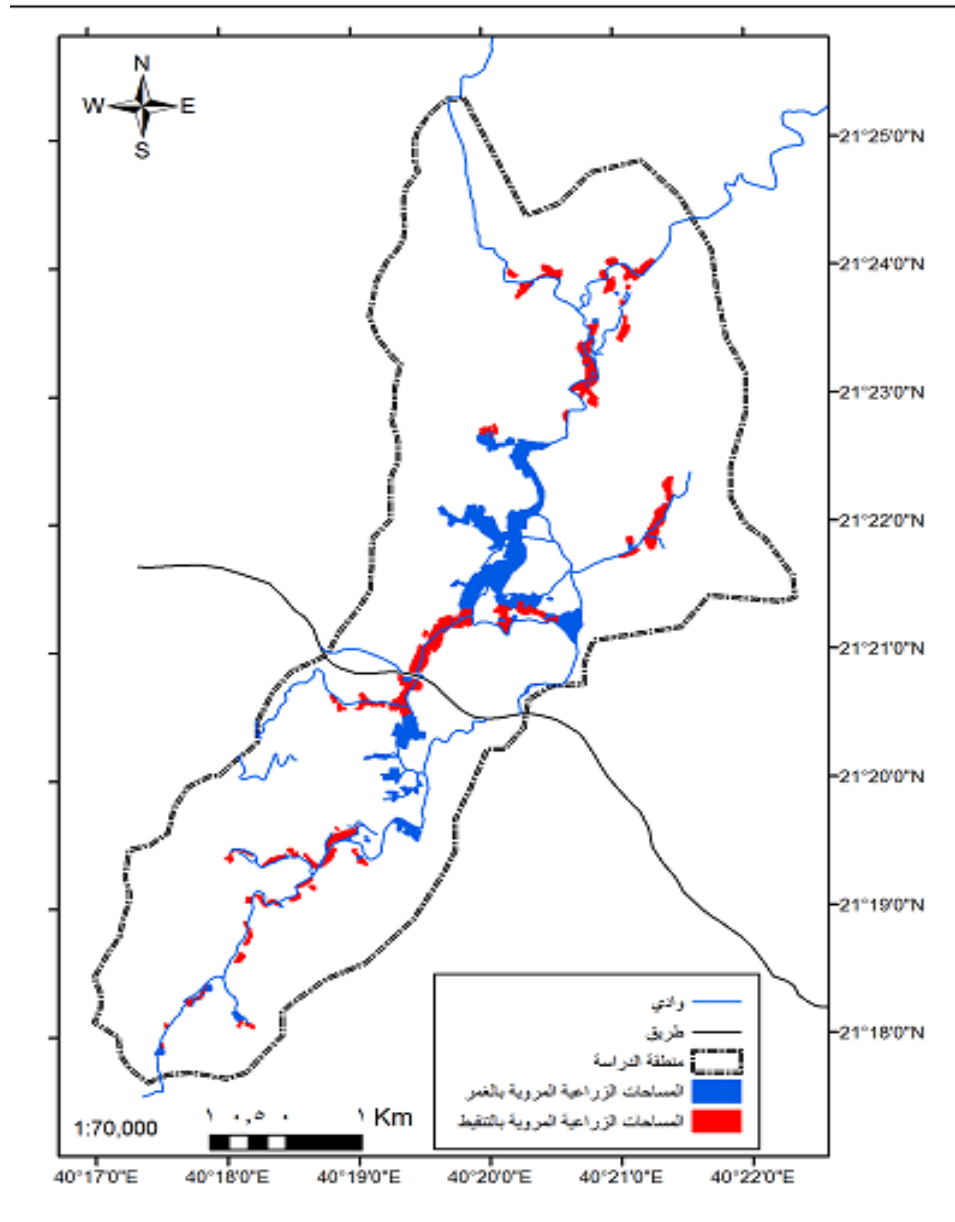 N
W E
S
21°25'0"N
21°24'0"N
21°23'0"N
21°22'0"N
21°21'0"N
21°20'0"N
21°19'0"N
21°18'0"N
وادي
طريق
منطقة الدراسة
المساحات الزراعية المروية بالغمر
المساحات الزراعية المروية بالتنقيط
1:70,000
١ ٠,٥ ٠ ١ Km
40°17'0"E 40°18'0"E 40°19'0"E 40°20'0"E 40°21'0"E 40°22'0"E